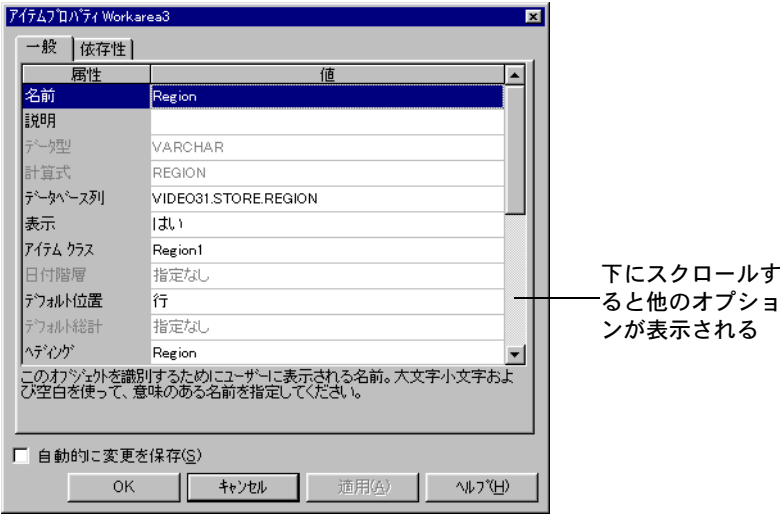 アイテムプロパティ Workarea3
一般 依存性
属性 値
名前 Region
説明
データ型 VARCHAR
計算式 REGION
データベース列 VIDEO31.STORE.REGION
表示 はい
アイテム クラス Region1
日付階層 指定なし
デフォルト位置 行
デフォルト総計 指定なし
ヘディング Region
このオブジェクトを識別するためにユーザーに表示される名前。大文字小文字およ
び空白を使って、意味のある名前を指定してください。
自動的に変更を保存(S)
OK キャンセル 適用(A) ヘルプ(H)
下にスクロールす
ると他のオプショ
ンが表示される